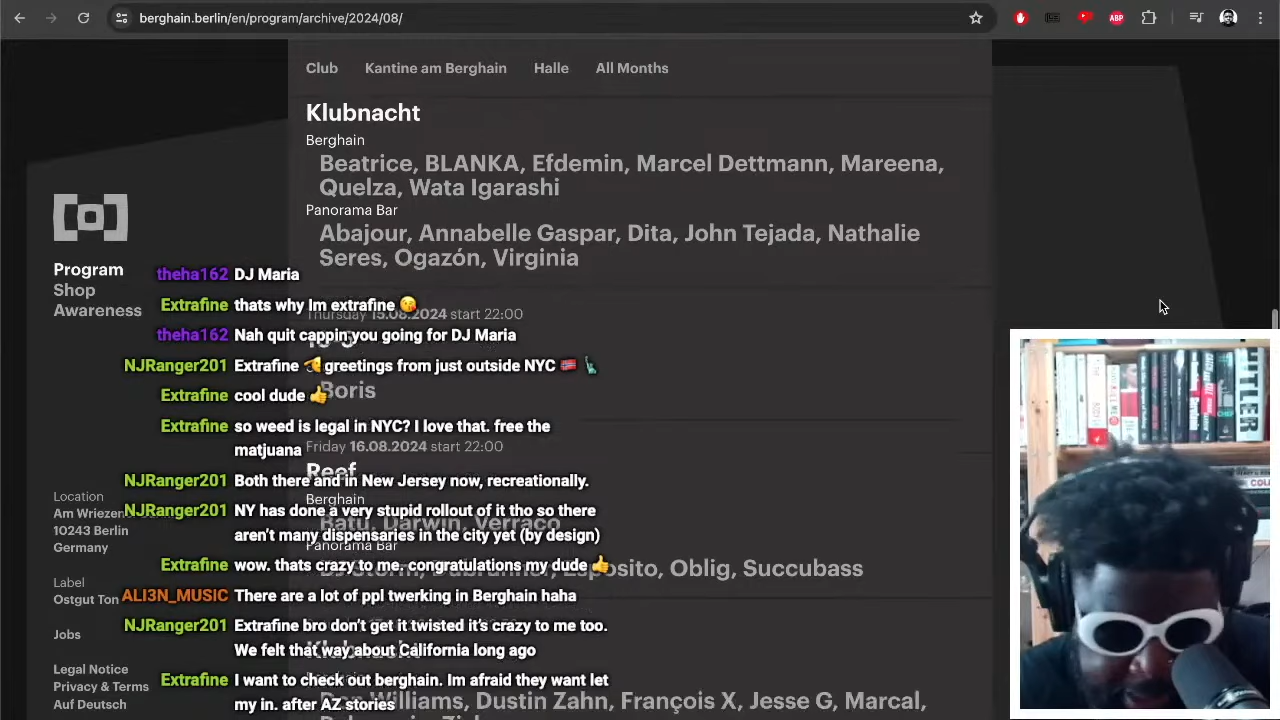 berghain.berlin/en/program/archive/2024/08/
ABP
Club Kantine am Berghain Halle All Months
Klubnacht
Berghain
Beatrice, BLANKA, Efdemin, Marcel Dettmann, Mareena,
Quelza, Wata Igarashi
Panorama Bar
Abajour, Annabelle Gaspar, Dita, John Tejada, Nathalie
Seres, Ogazón, Virginia
Thursday 15.08.2024 start 22:00
Boris
Friday 16.08.2024 start 22:00
Reef
Berghain
Batu, Darwin, Verraco
Panorama Bar
Esposito, Oblig, Succubass
Klubnacht
Williams, Dustin Zahn, François X, Jesse G, Marcal,
Program
Shop
Awareness
Location
Am Wriezen
10243 Berlin
Germany
Label
Ostgut Ton
Jobs
Legal Notice
Privacy & Terms
Auf Deutsch
theha162 DJ Maria
Extrafine thats why Im extrafine 😘
theha162 Nah quit cappin you going for DJ Maria
NJRanger201 Extrafine greetings from just outside NYC 🗽
Extrafine cool dude 👍
Extrafine so weed is legal in NYC? I love that. free the
matjuana
NJRanger201 Both there and in New Jersey now, recreationally.
NJRanger201 NY has done a very stupid rollout of it tho so there
aren't many dispensaries in the city yet (by design)
Extrafine wow. thats crazy to me. congratulations my dude 👍
ALI3N_MUSIC There are a lot of ppl twerking in Berghain haha
NJRanger201 Extrafine bro don't get it twisted it's crazy to me too.
We felt that way about California long ago
Extrafine I want to check out berghain. Im afraid they want let
my in. after AZ stories
HITLER